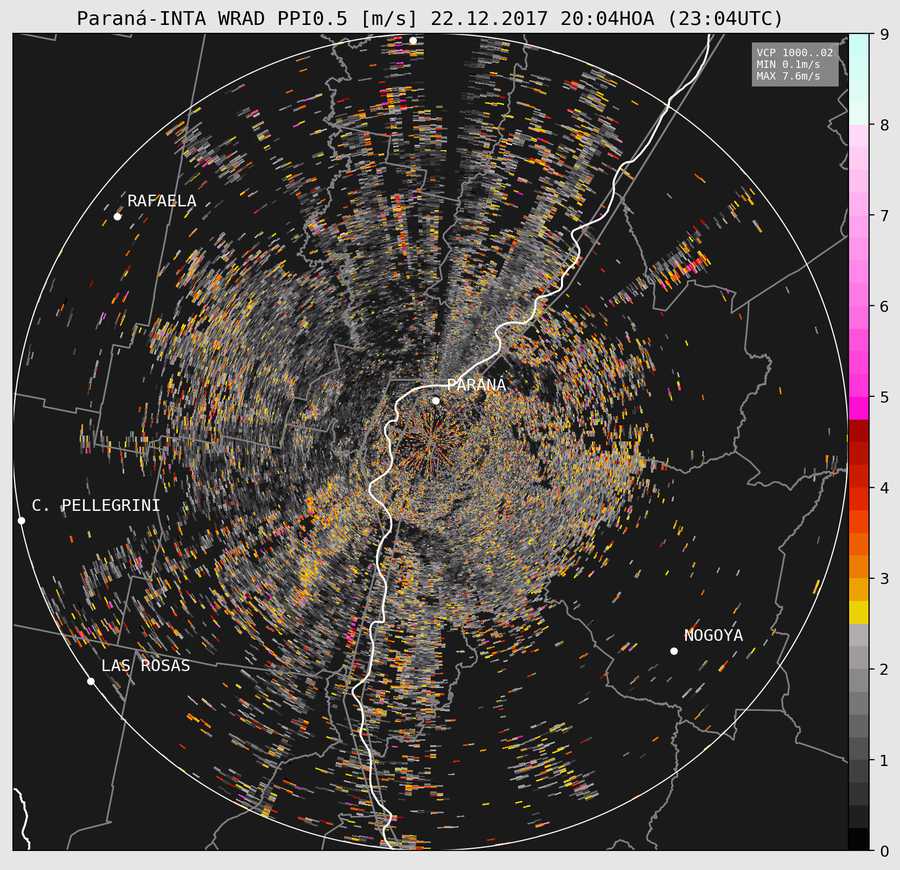 Paraná-INTA WRAD PPI0.5 [m/s] 22.12.2017 20:04HOA (23:04UTC)
VCP 1000..02
MIN 0.1m/s
MAX 7.6m/s
9
8
7
6
5
4
3
2
1
0
RAFAELA
PARANÁ
C. PELLEGRINI
NOGOYA
LAS ROSAS